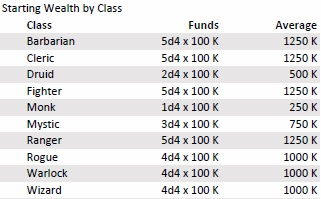 Starting Wealth by Class
Class Funds Average
Barbarian 5d4 x 100 K 1250 K
Cleric 5d4 x 100 K 1250 K
Druid 2d4 x 100 K 500 K
Fighter 5d4 x 100 K 1250 K
Monk 1d4 x 100 K 250 K
Mystic 3d4 x 100 K 750 K
Ranger 5d4 x 100 K 1250 K
Rogue 4d4 x 100 K 1000 K
Warlock 4d4 x 100 K 1000 K
Wizard 4d4 x 100 K 1000 K